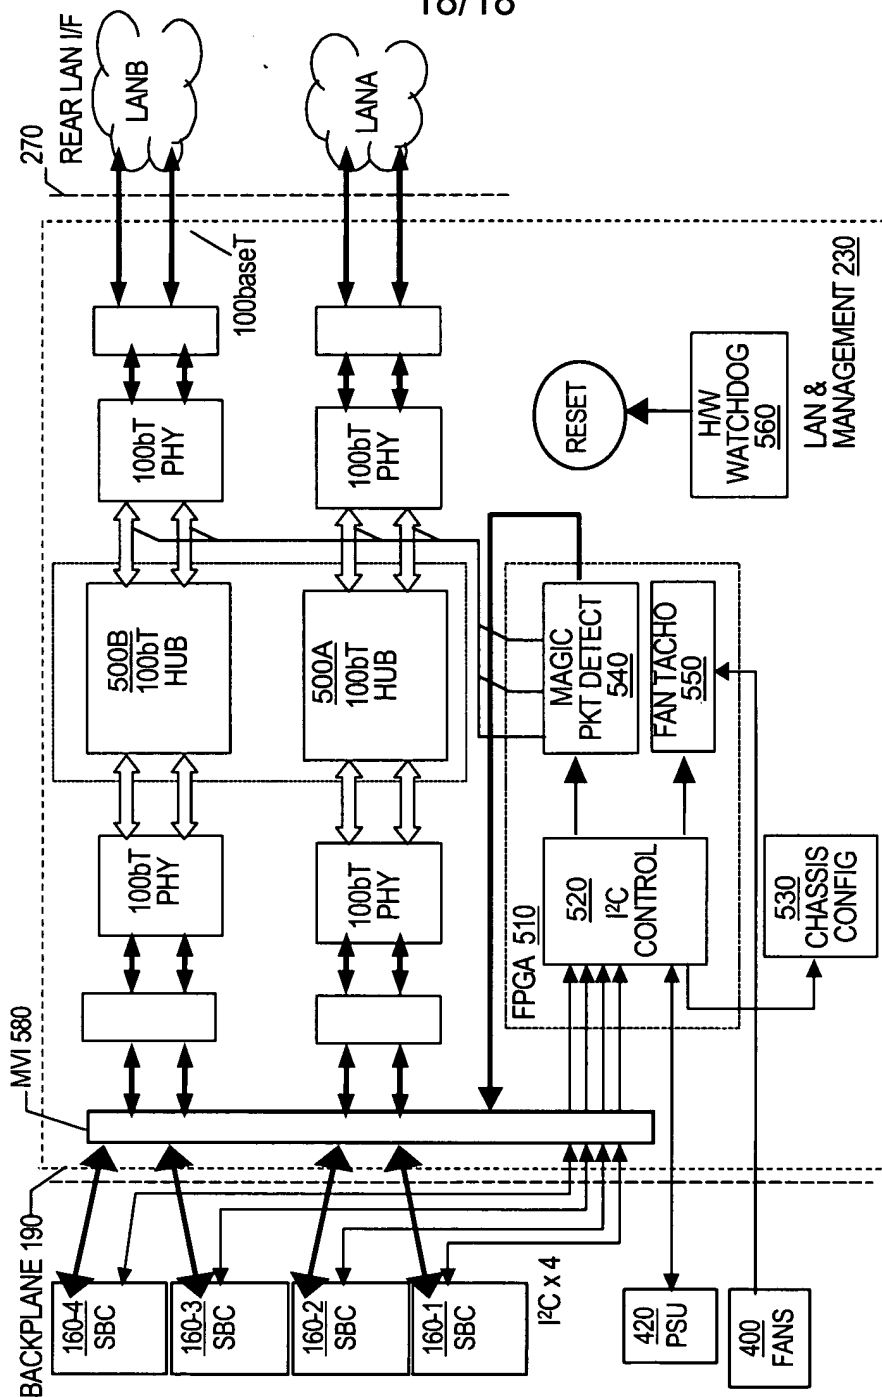 BACKPLANE 190
MVI 580
270
REAR LAN I/F
160-4
SBC
160-3
SBC
160-2
SBC
160-1
SBC
I²C x 4
420
PSU
400
FANS
100bT
PHY
500B
100bT
HUB
100bT
PHY
LANB
100baseT
100bT
PHY
500A
100bT
HUB
100bT
PHY
LANA
FPGA 510
520
I²C
CONTROL
MAGIC
PKT DETECT
540
FAN TACHO
550
530
CHASSIS
CONFIG
RESET
H/W
WATCHDOG
560
LAN &
MANAGEMENT 230